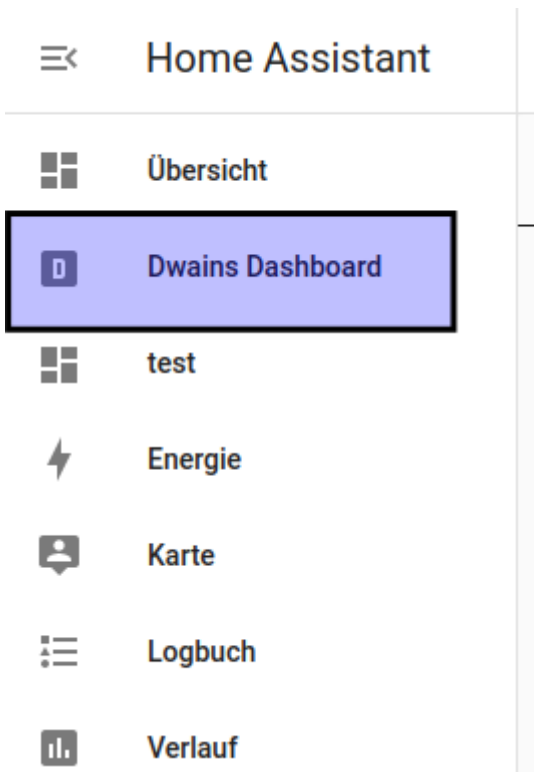 Home Assistant
Übersicht
D Dwains Dashboard
test
Energie
Karte
Logbuch
Verlauf